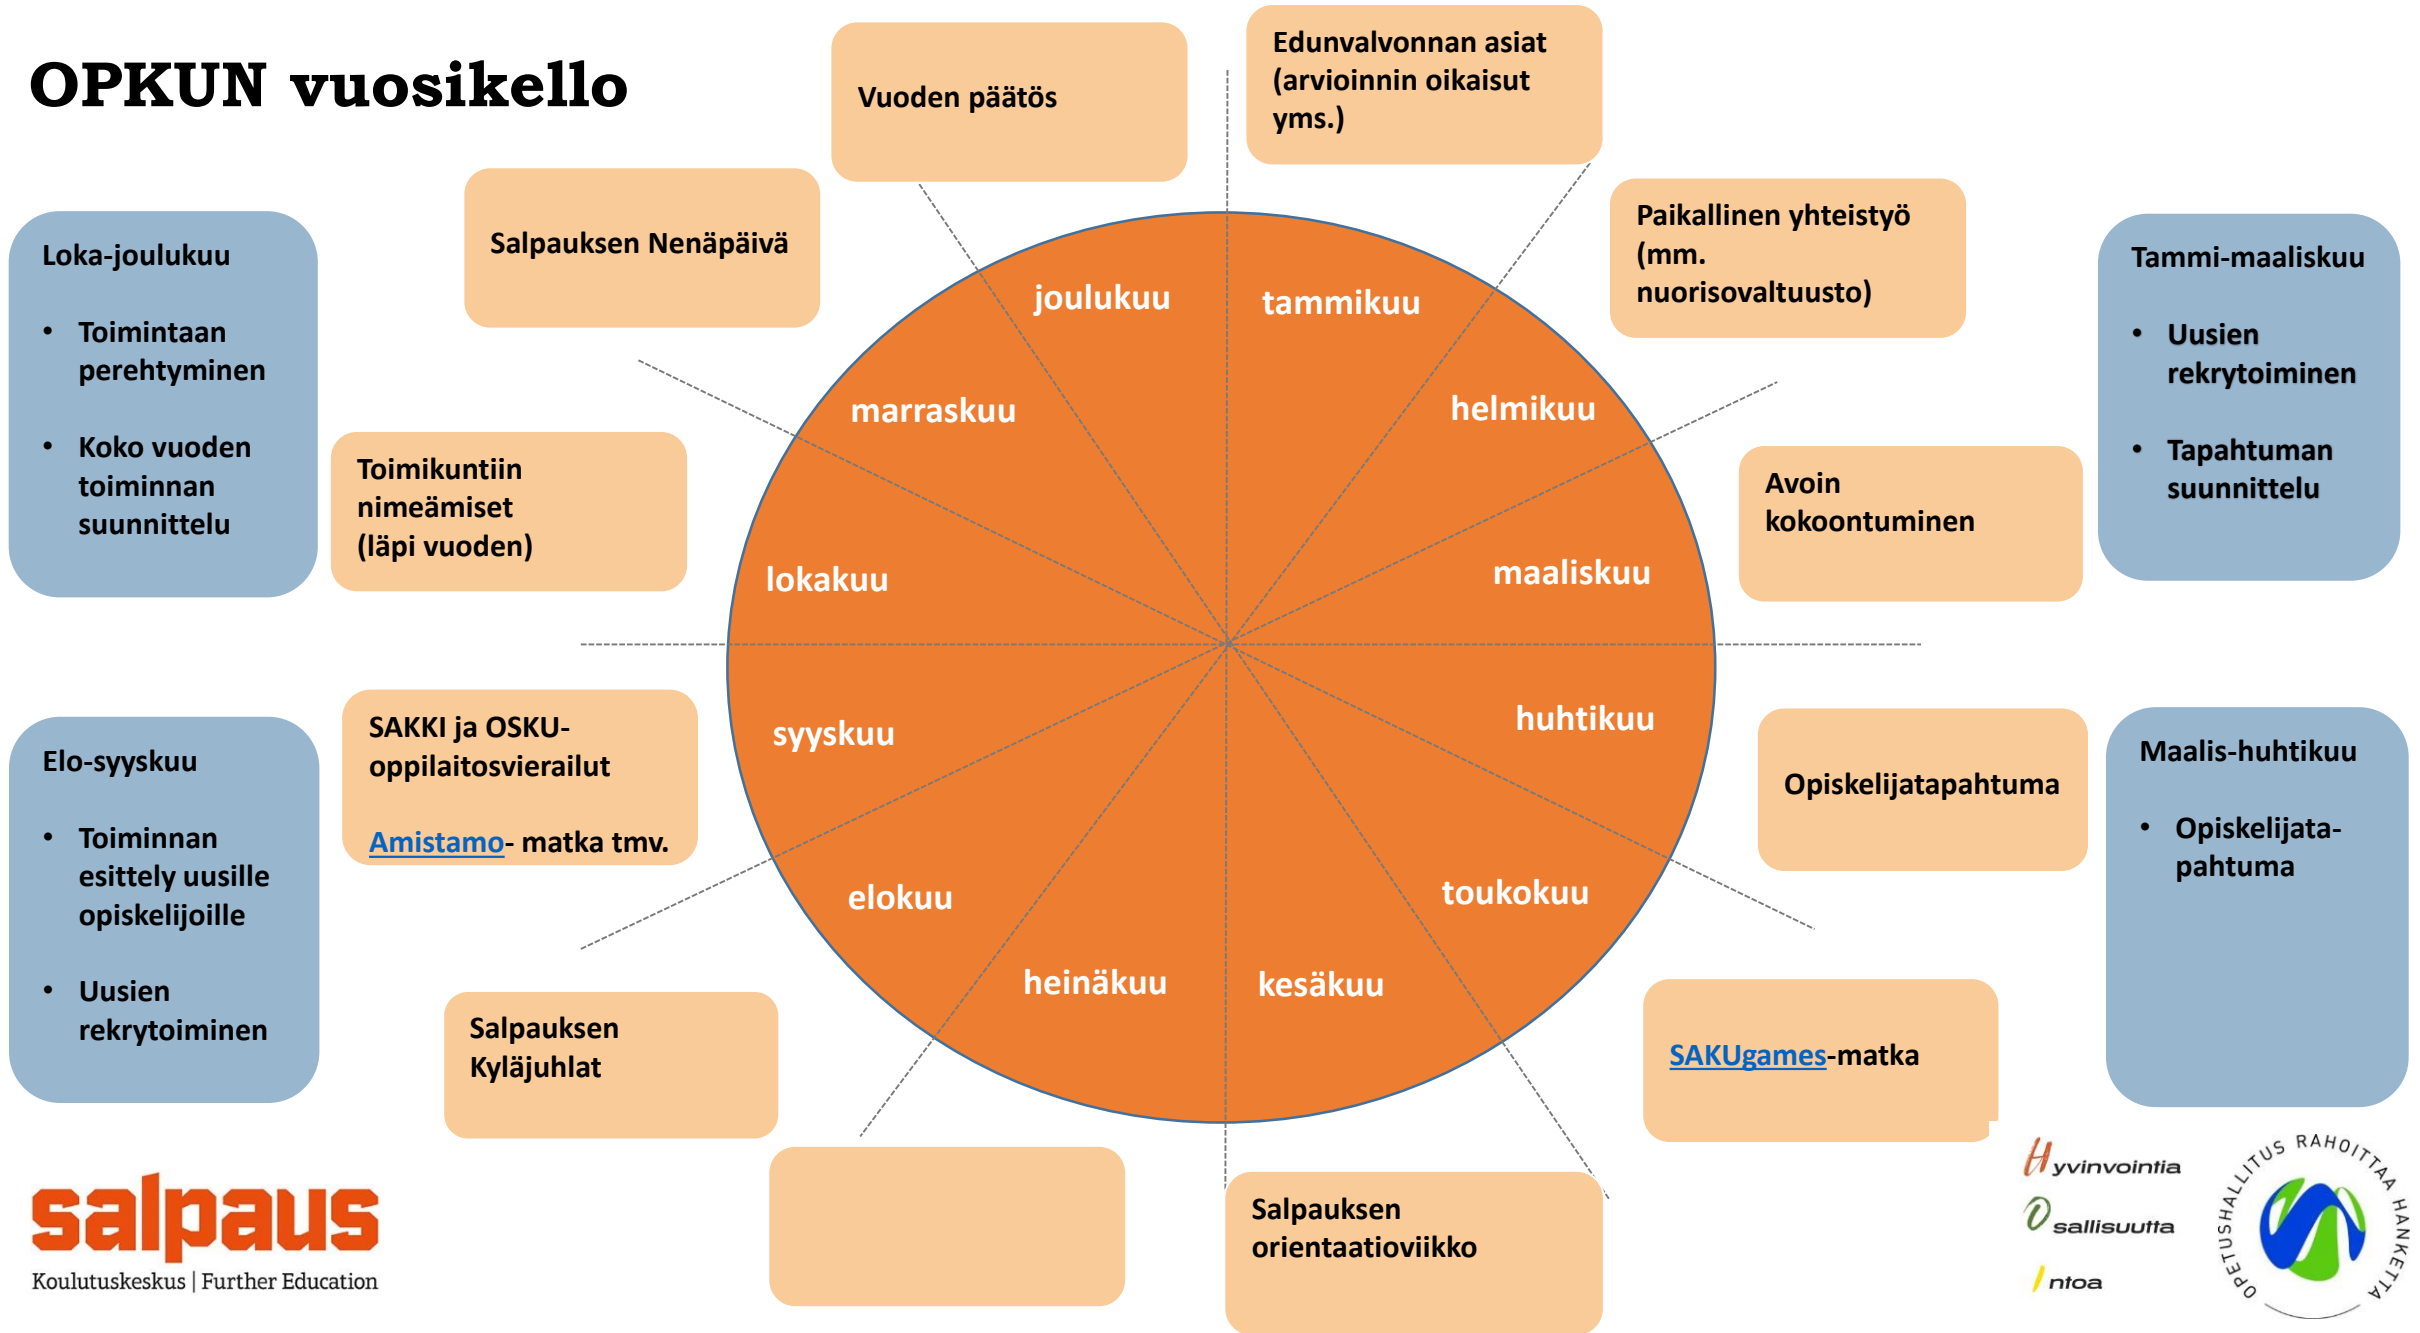 OPKUN vuosikello
Vuoden päätös
Edunvalvonnan asiat
(arvioinnin oikaisut
yms.)
Salpauksen Nenäpäivä
Paikallinen yhteistyö
(mm.
nuorisovaltuusto)
Loka-joulukuu
• Toimintaan
perehtyminen
• Koko vuoden
toiminnan
suunnittelu
Tammi-maaliskuu
• Uusien
rekrytoiminen
• Tapahtuman
suunnittelu
Toimikuntiin
nimeämiset
(läpi vuoden)
Avoin
kokoontuminen
joulukuu
tammikuu
marraskuu
helmikuu
lokakuu
maaliskuu
syyskuu
huhtikuu
elokuu
toukokuu
heinäkuu
kesäkuu
Elo-syyskuu
• Toiminnan
esittely uusille
opiskelijoille
• Uusien
rekrytoiminen
SAKKI ja OSKU-
oppilaitosvierailut
Amistamo- matka tmv.
Opiskelijatapahtuma
Maalis-huhtikuu
• Opiskelijata-
pahtuma
Salpauksen
Kyläjuhlat
SAKUgames-matka
Salpauksen
orientaatioviikko
salpaus
Koulutuskeskus | Further Education
Hyvinvointia
Osallisuutta
Intoa
OPETUSHALLITUS RAHOITTAA HANKETTA